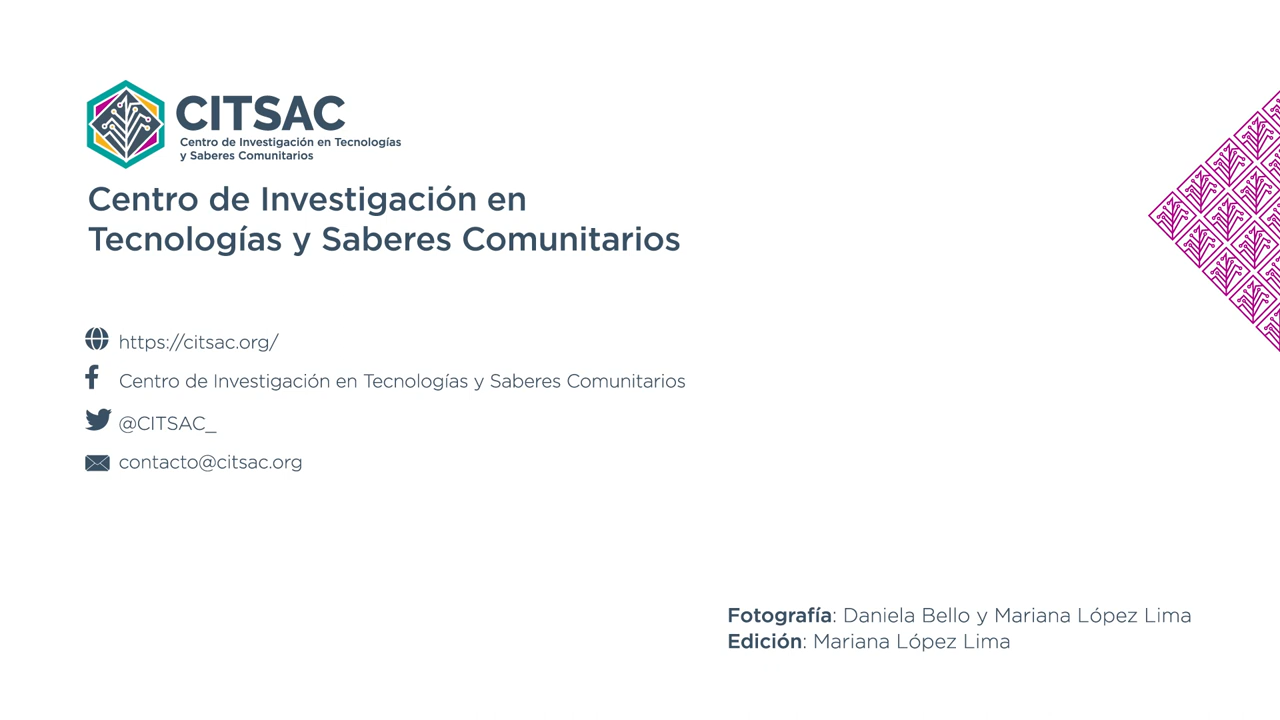 CITSAC
Centro de Investigación en Tecnologías
y Saberes Comunitarios
Centro de Investigación en
Tecnologías y Saberes Comunitarios
https://citsac.org/
Centro de Investigación en Tecnologías y Saberes Comunitarios
@CITSAC_
contacto@citsac.org
Fotografía: Daniela Bello y Mariana López Lima
Edición: Mariana López Lima